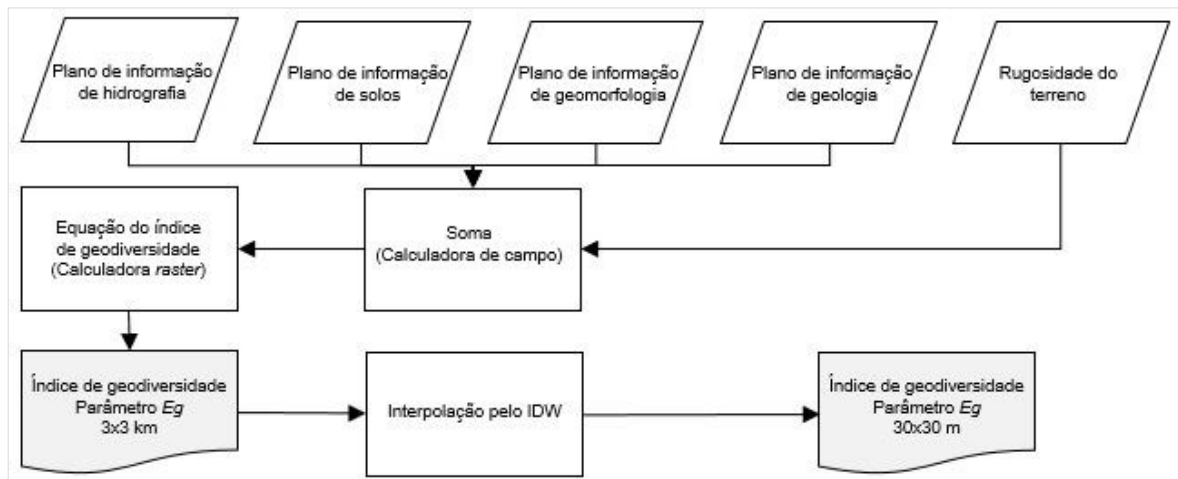 Plano de informação
de hidrografia
Plano de informação
de solos
Plano de informação
de geomorfologia
Plano de informação
de geologia
Rugosidade do
terreno
Equação do índice
de geodiversidade
(Calculadora raster)
Soma
(Calculadora de campo)
Índice de geodiversidade
Parâmetro Eg
3x3 km
Interpolação pelo IDW
Índice de geodiversidade
Parâmetro Eg
30x30 m